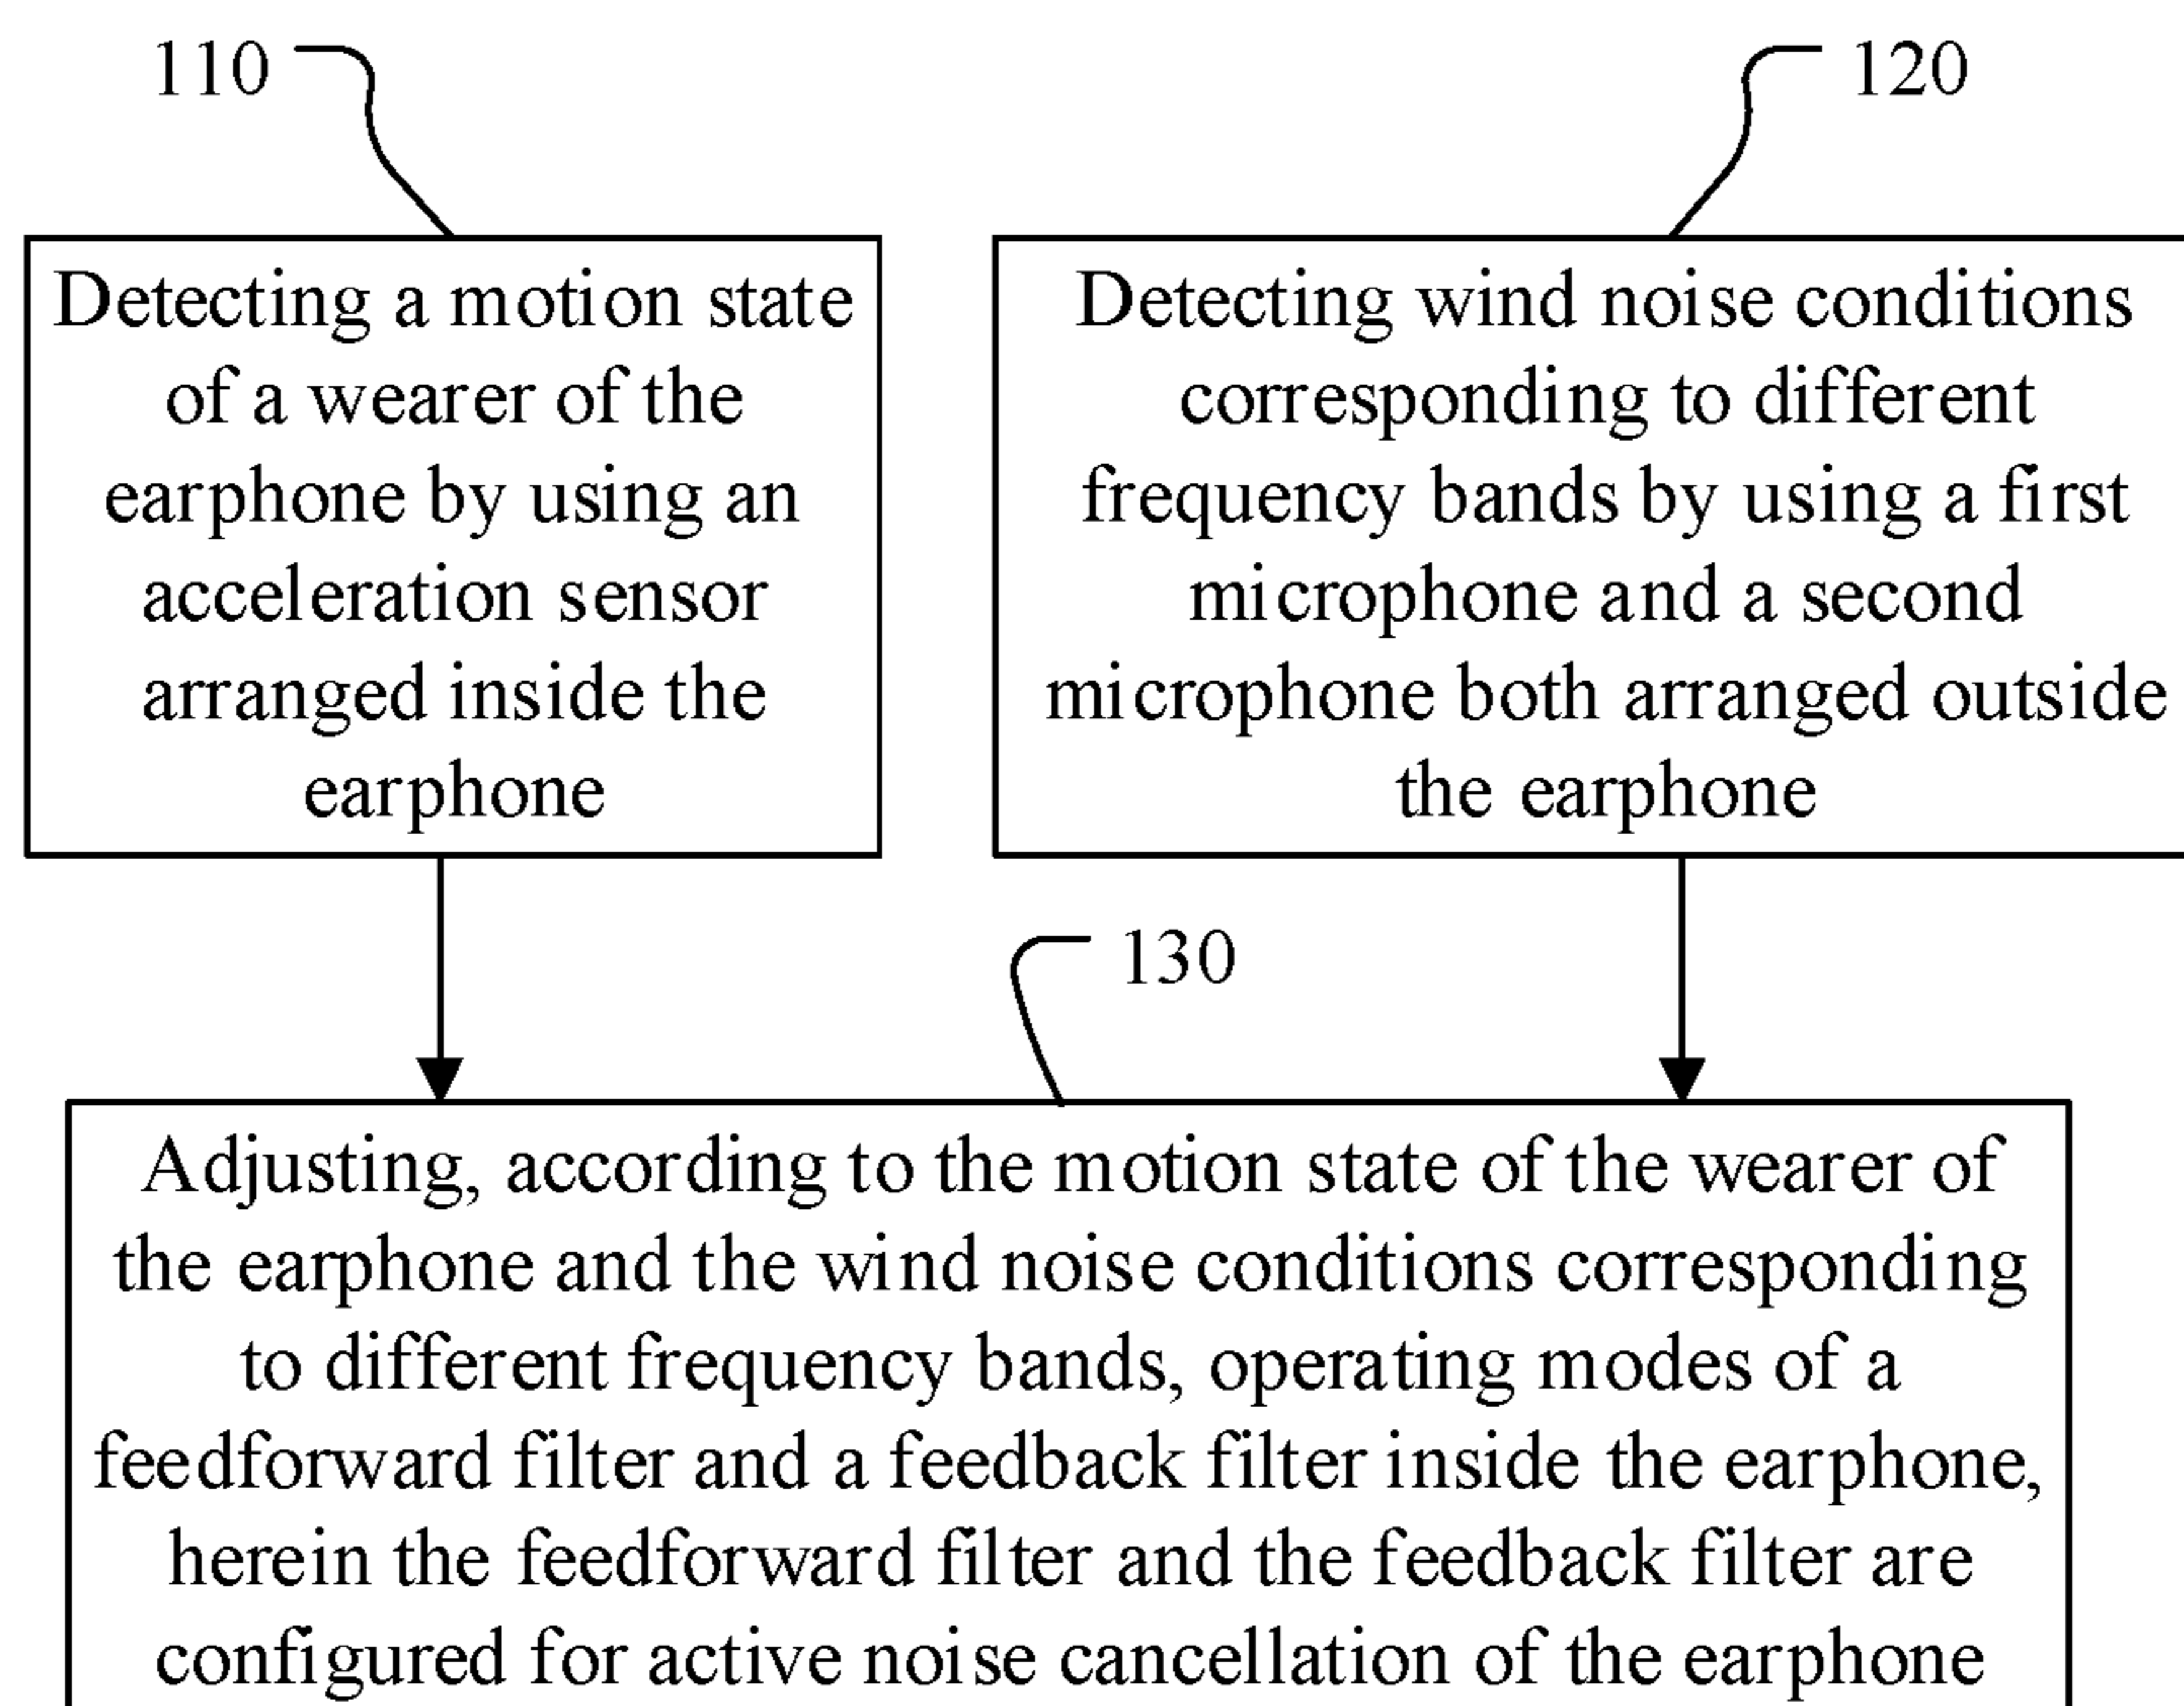 110
120
Detecting a motion state
of a wearer of the
earphone by using an
acceleration sensor
arranged inside the
earphone
Detecting wind noise conditions
corresponding to different
frequency bands by using a first
microphone and a second
microphone both arranged outside
the earphone
130
Adjusting, according to the motion state of the wearer of
the earphone and the wind noise conditions corresponding
to different frequency bands, operating modes of a
feedforward filter and a feedback filter inside the earphone,
herein the feedforward filter and the feedback filter are
configured for active noise cancellation of the earphone